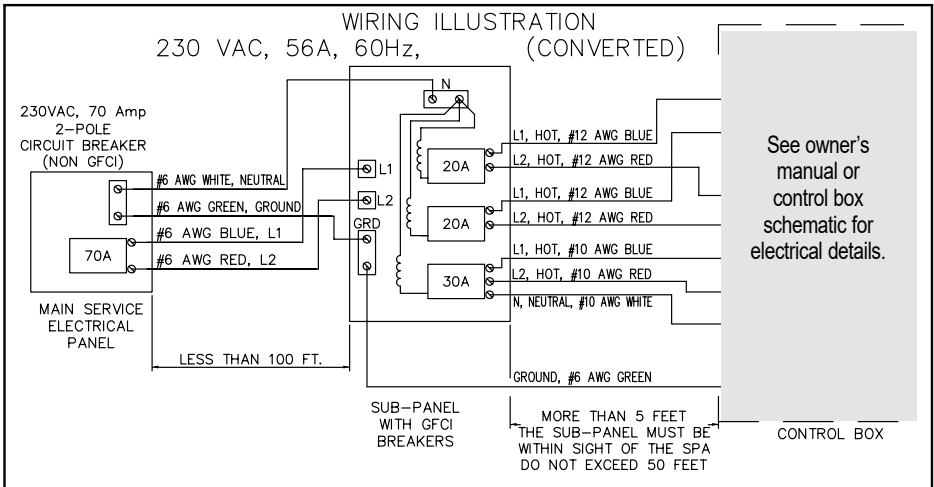 WIRING ILLUSTRATION
230 VAC, 56A, 60Hz, (CONVERTED)
230VAC, 70 Amp
2-POLE
CIRCUIT BREAKER
(NON GFCI)
#6 AWG WHITE, NEUTRAL
#6 AWG GREEN, GROUND
#6 AWG BLUE, L1
#6 AWG RED, L2
70A
MAIN SERVICE
ELECTRICAL
PANEL
LESS THAN 100 FT.
N
L1
L2
GRD
20A
20A
30A
SUB-PANEL
WITH GFCI
BREAKERS
L1, HOT, #12 AWG BLUE
L2, HOT, #12 AWG RED
L1, HOT, #12 AWG BLUE
L2, HOT, #12 AWG RED
L1, HOT, #10 AWG BLUE
L2, HOT, #10 AWG RED
N, NEUTRAL, #10 AWG WHITE
GROUND, #6 AWG GREEN
MORE THAN 5 FEET
THE SUB-PANEL MUST BE
WITHIN SIGHT OF THE SPA
DO NOT EXCEED 50 FEET
See owner's
manual or
control box
schematic for
electrical details.
CONTROL BOX